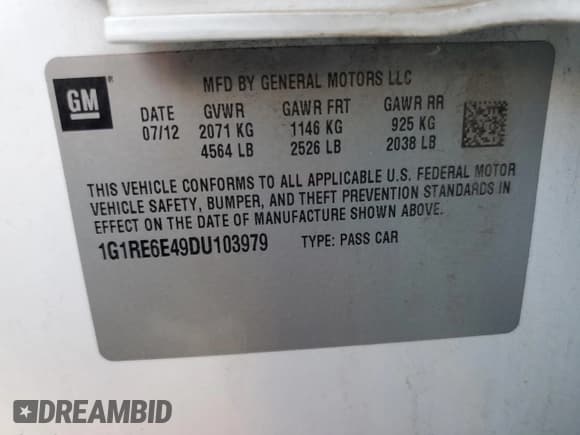 GM ®
MFD BY GENERAL MOTORS LLC
DATE GVWR GAWR FRT GAWR RR
07/12 2071 KG 1146 KG 925 KG
4564 LB 2526 LB 2038 LB
THIS VEHICLE CONFORMS TO ALL APPLICABLE U.S. FEDERAL MOTOR
VEHICLE SAFETY, BUMPER, AND THEFT PREVENTION STANDARDS IN
EFFECT ON THE DATE OF MANUFACTURE SHOWN ABOVE.
1G1RE6E49DU103979 TYPE: PASS CAR
DREAMBID